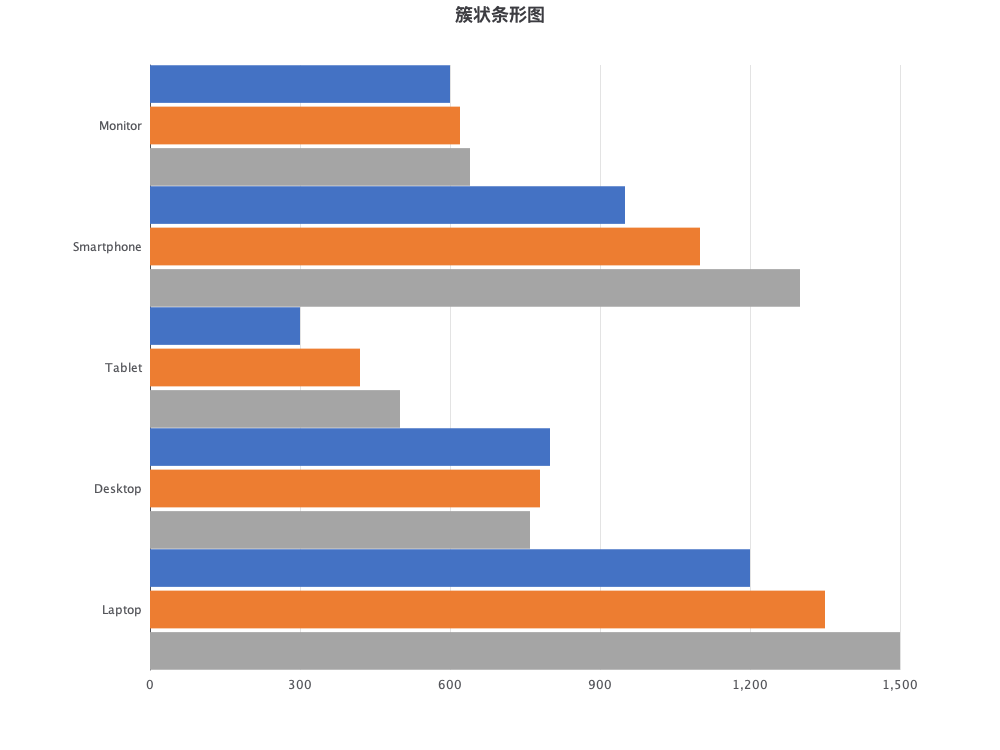 簇状条形图
Monitor
Smartphone
Tablet
Desktop
Laptop
0 300 600 900 1,200 1,500